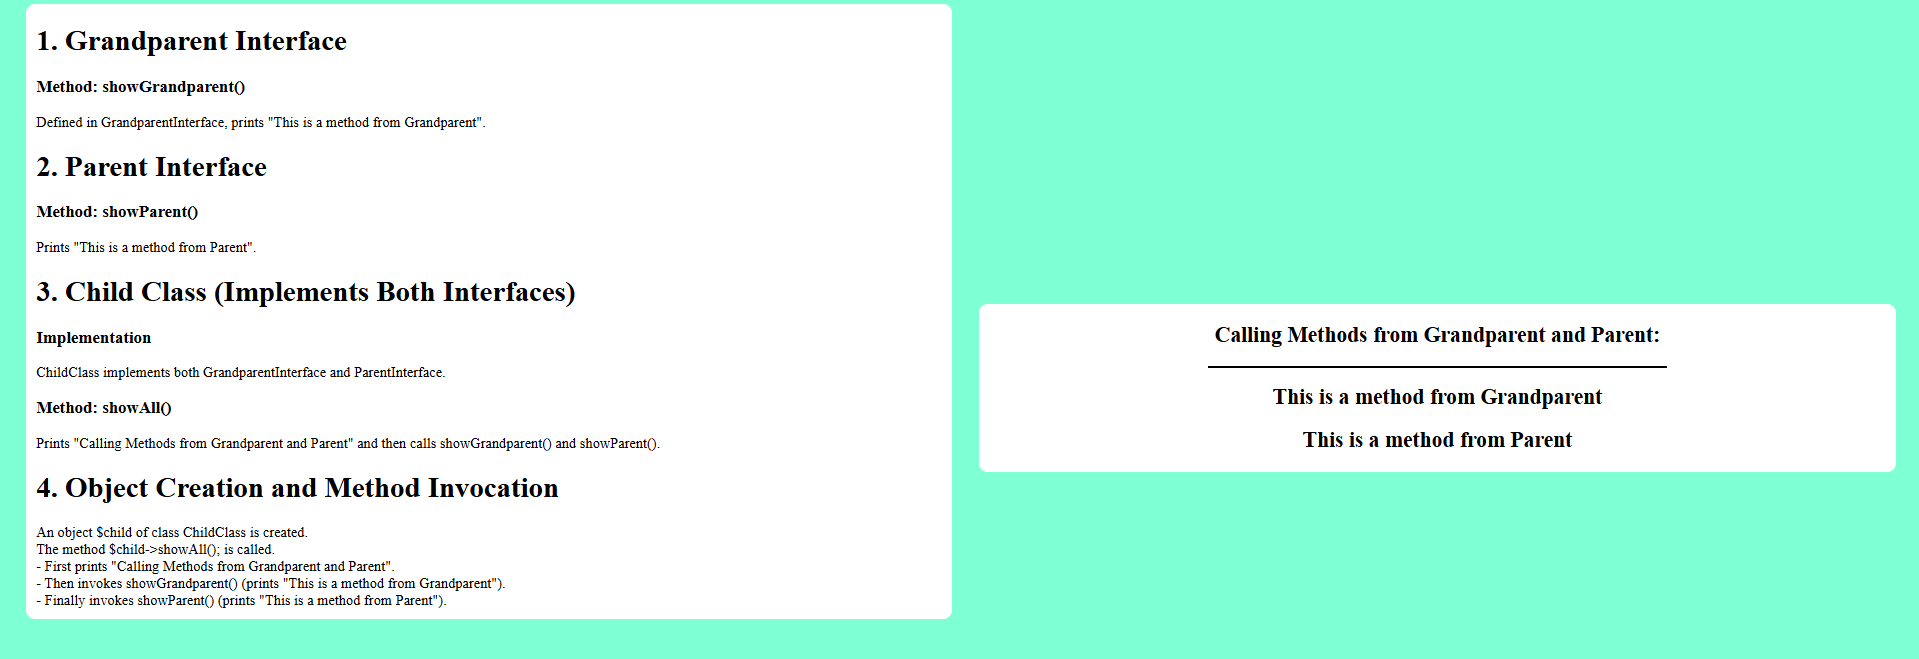 1. Grandparent Interface
Method: showGrandparent()
Defined in GrandparentInterface, prints "This is a method from Grandparent".
2. Parent Interface
Method: showParent()
Prints "This is a method from Parent".
3. Child Class (Implements Both Interfaces)
Implementation
ChildClass implements both GrandparentInterface and ParentInterface.
Method: showAll()
Prints "Calling Methods from Grandparent and Parent" and then calls showGrandparent() and showParent().
4. Object Creation and Method Invocation
An object $child of class ChildClass is created.
The method $child->showAll(); is called.
- First prints "Calling Methods from Grandparent and Parent".
- Then invokes showGrandparent() (prints "This is a method from Grandparent").
- Finally invokes showParent() (prints "This is a method from Parent").
Calling Methods from Grandparent and Parent:
This is a method from Grandparent
This is a method from Parent